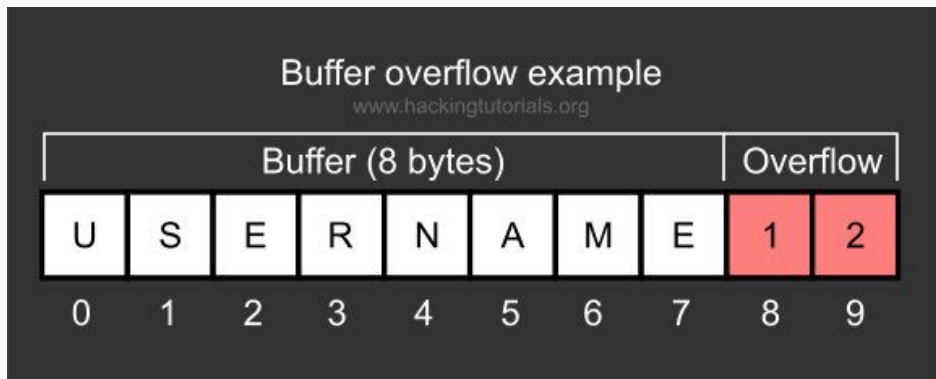 Buffer overflow example
www.hackingtutorials.org
Buffer (8 bytes) Overflow
U S E R N A M E 1 2
0 1 2 3 4 5 6 7 8 9